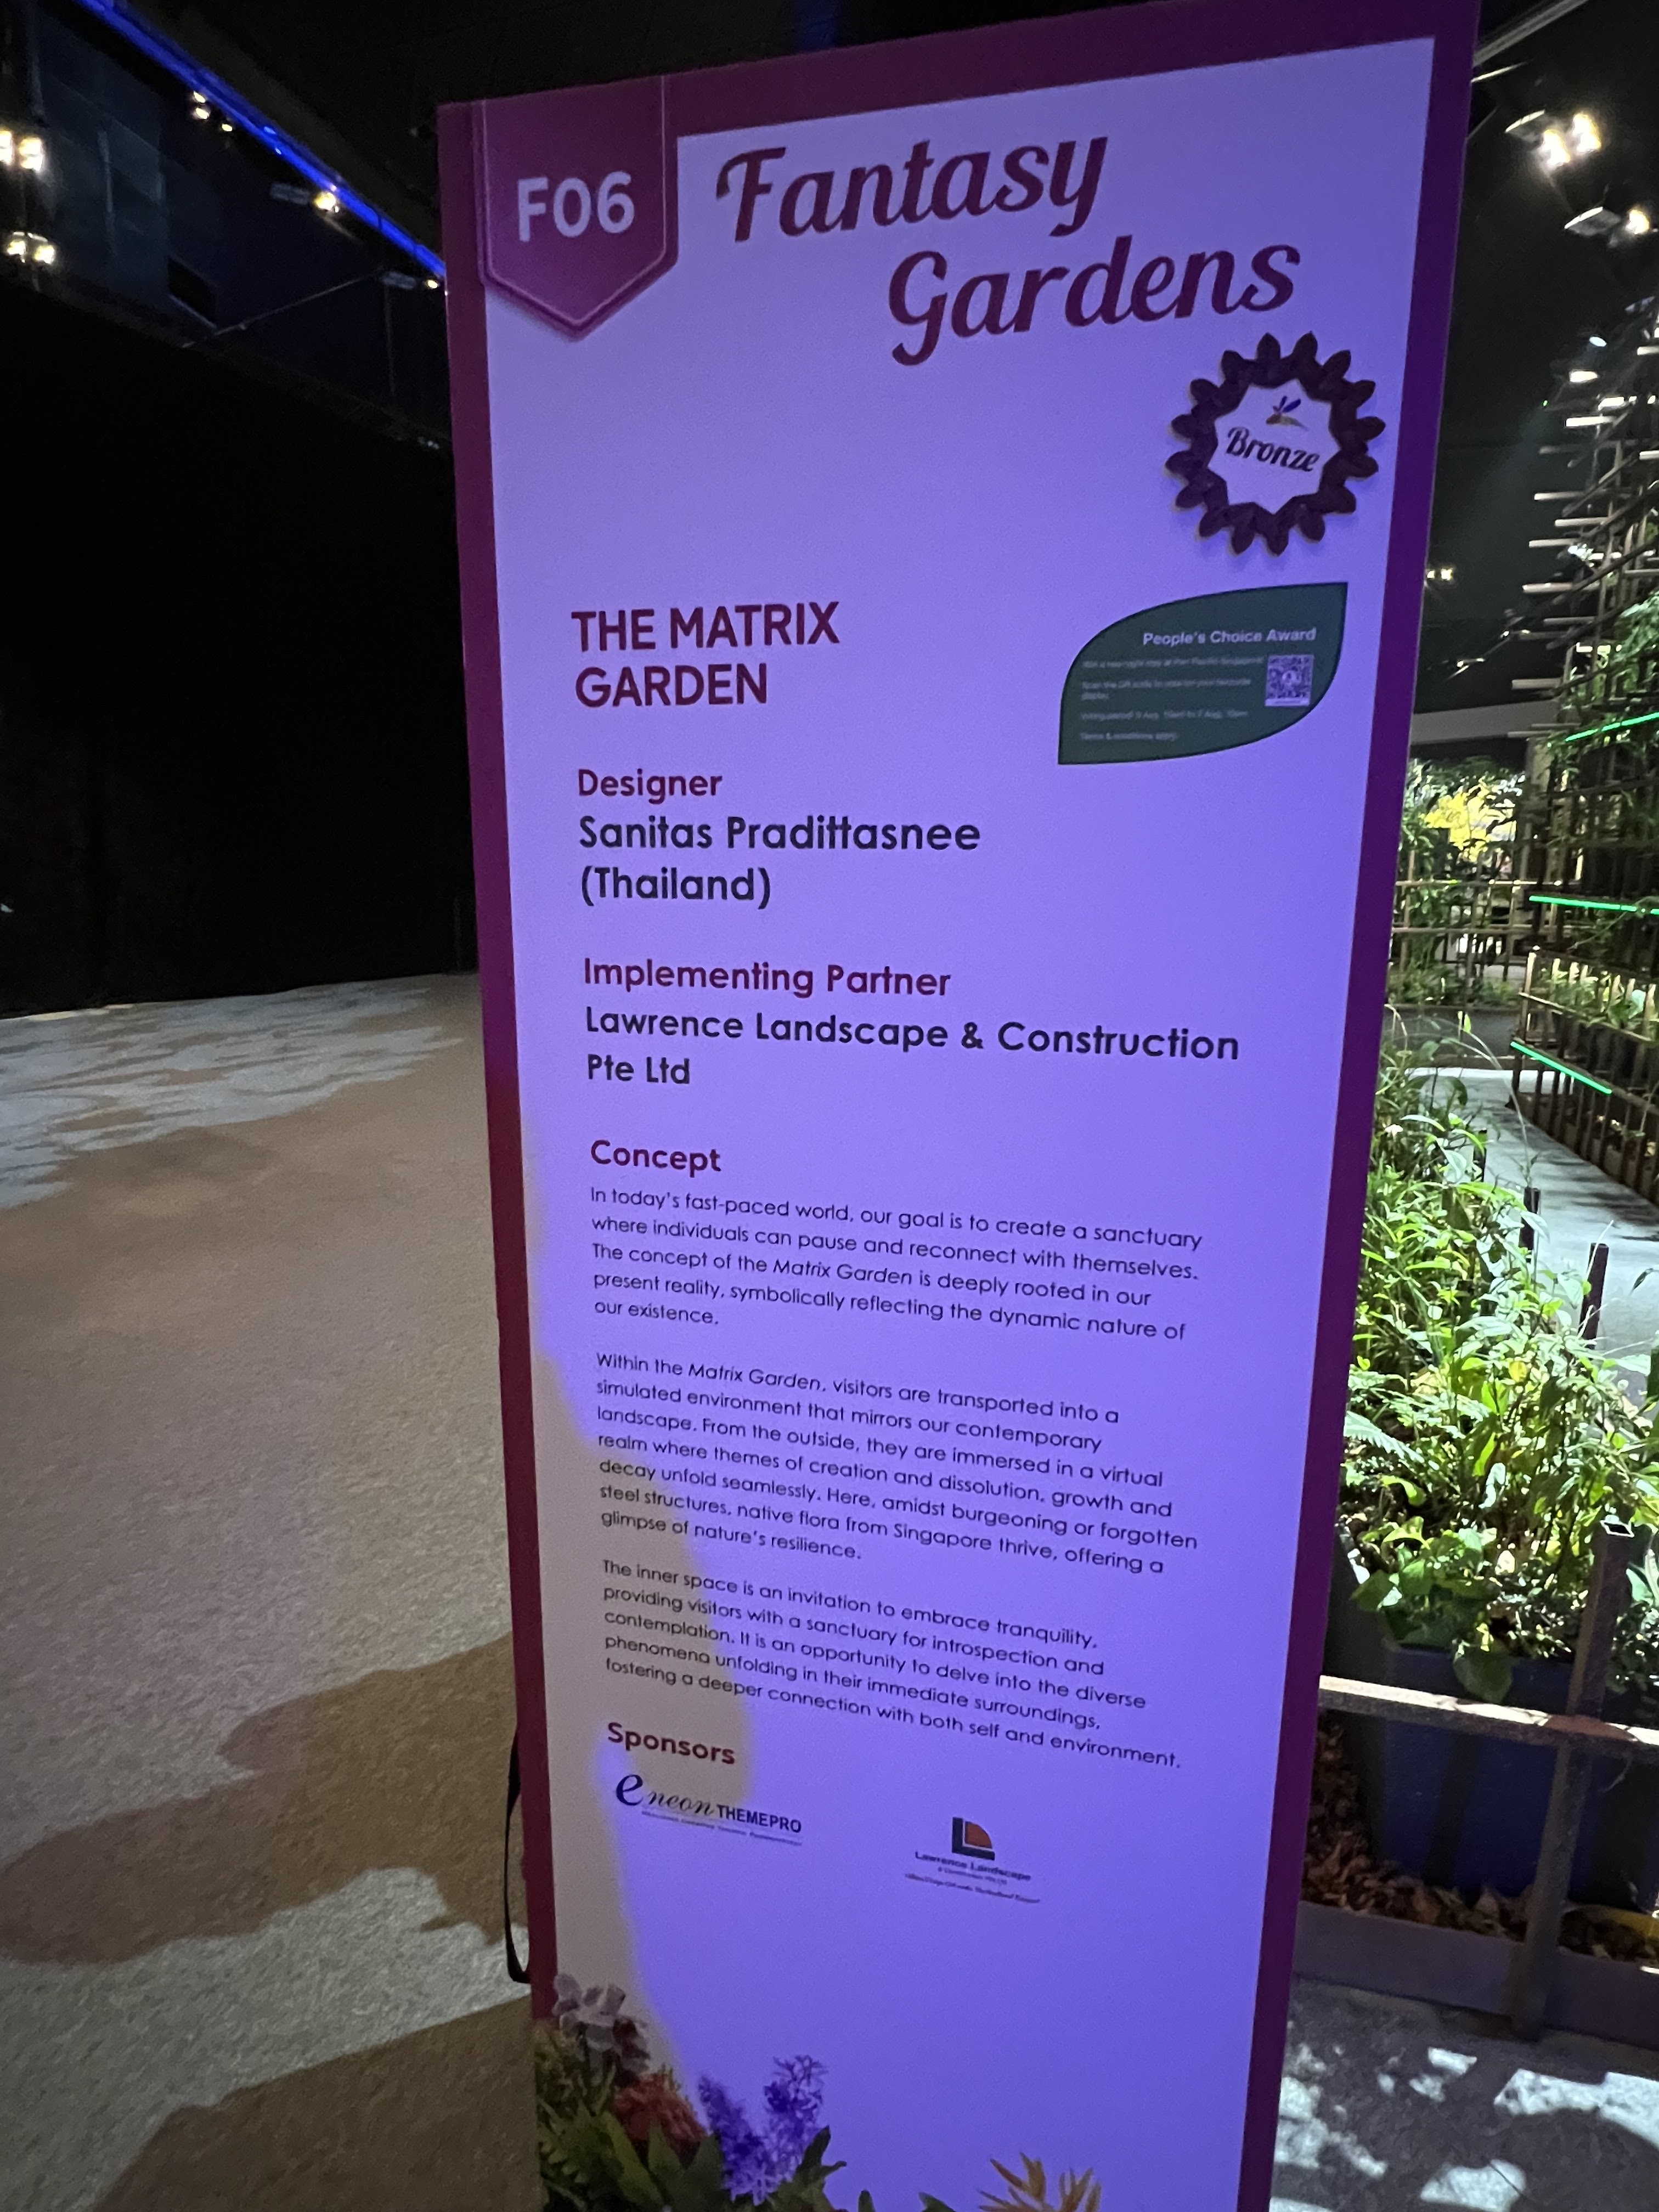 F06
Fantasy
Gardens
Bronze
THE MATRIX
GARDEN
People's Choice Award
Terms & conditions apply.
Designer
Sanitas Pradittasnee
(Thailand)
Implementing Partner
Lawrence Landscape & Construction
Pte Ltd
Concept
In today's fast-paced world, our goal is to create a sanctuary
where individuals can pause and reconnect with themselves.
The concept of the Matrix Garden is deeply rooted in our
present reality, symbolically reflecting the dynamic nature of
our existence.
Within the Matrix Garden, visitors are transported into a
simulated environment that mirrors our contemporary
landscape. From the outside, they are immersed in a virtual
realm where themes of creation and dissolution, growth and
decay unfold seamlessly. Here, amidst burgeoning or forgotten
steel structures, native flora from Singapore thrive, offering a
glimpse of nature's resilience.
The inner space is an invitation to embrace tranquility,
providing visitors with a sanctuary for introspection and
contemplation. It is an opportunity to delve into the diverse
phenomena unfolding in their immediate surroundings,
fostering a deeper connection with both self and environment.
Sponsors
e neon THEMEPRO
Lawrence Landscape